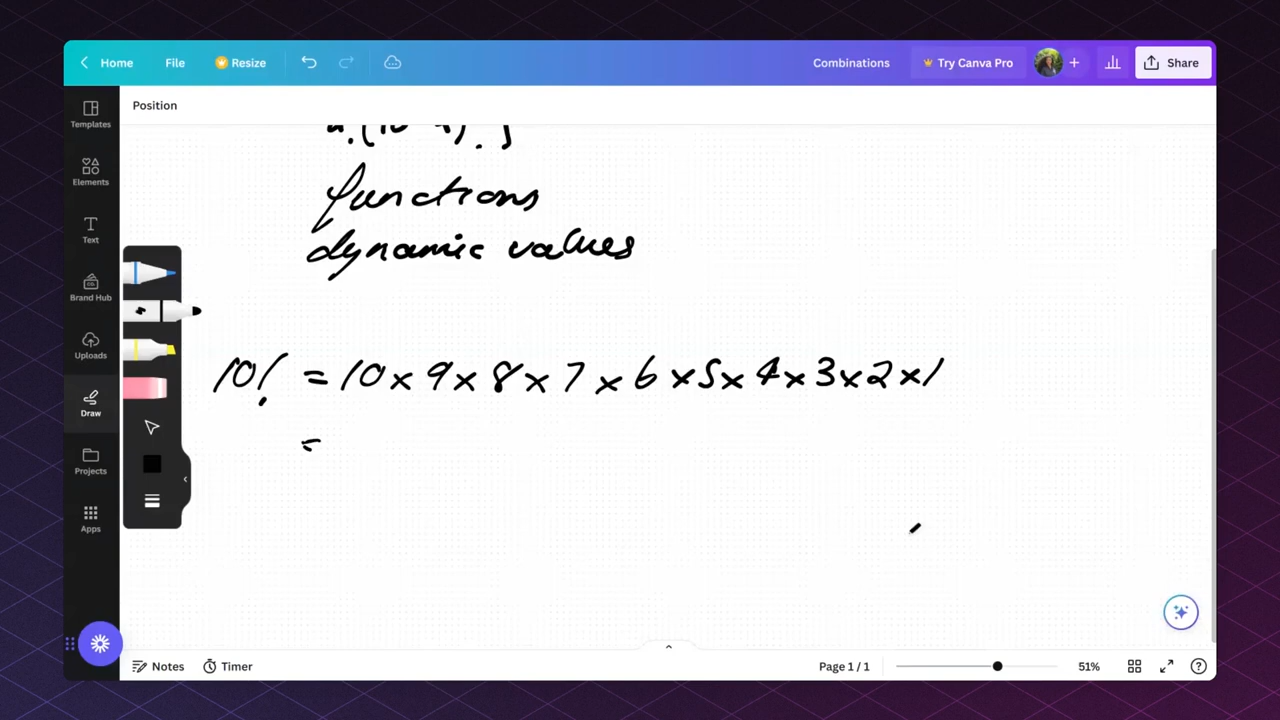 Home File Resize Combinations Try Canva Pro + Share
Position
Templates
Elements
Text
Brand Hub
Uploads
Draw
Projects
Apps
functions
dynamic values
10! = 10 × 9 × 8 × 7 × 6 × 5 × 4 × 3 × 2 × 1
=
Notes Timer Page 1 / 1 51%